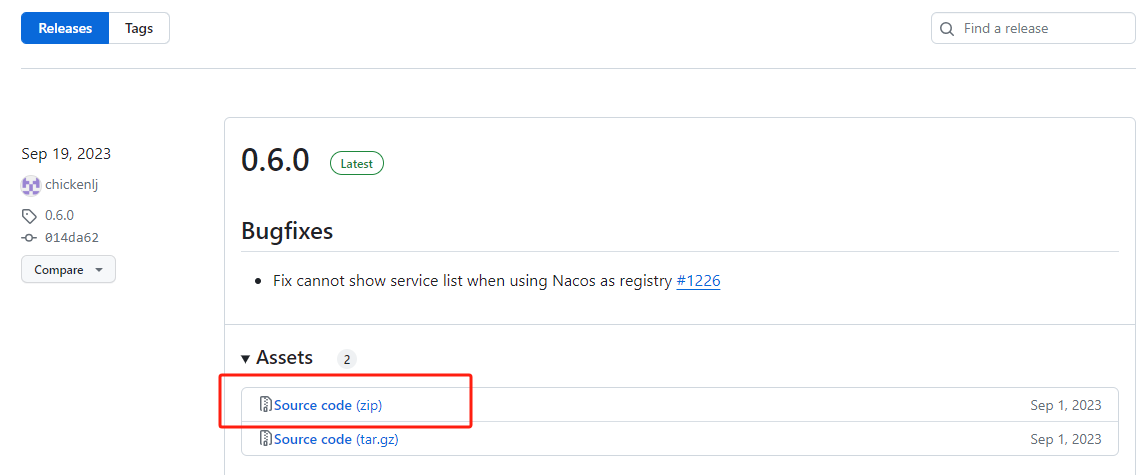 Releases Tags Find a release
Sep 19, 2023
chickenlj
0.6.0
014da62
Compare
0.6.0 Latest
Bugfixes
Fix cannot show service list when using Nacos as registry #1226
Assets 2
Source code (zip) Sep 1, 2023
Source code (tar.gz) Sep 1, 2023